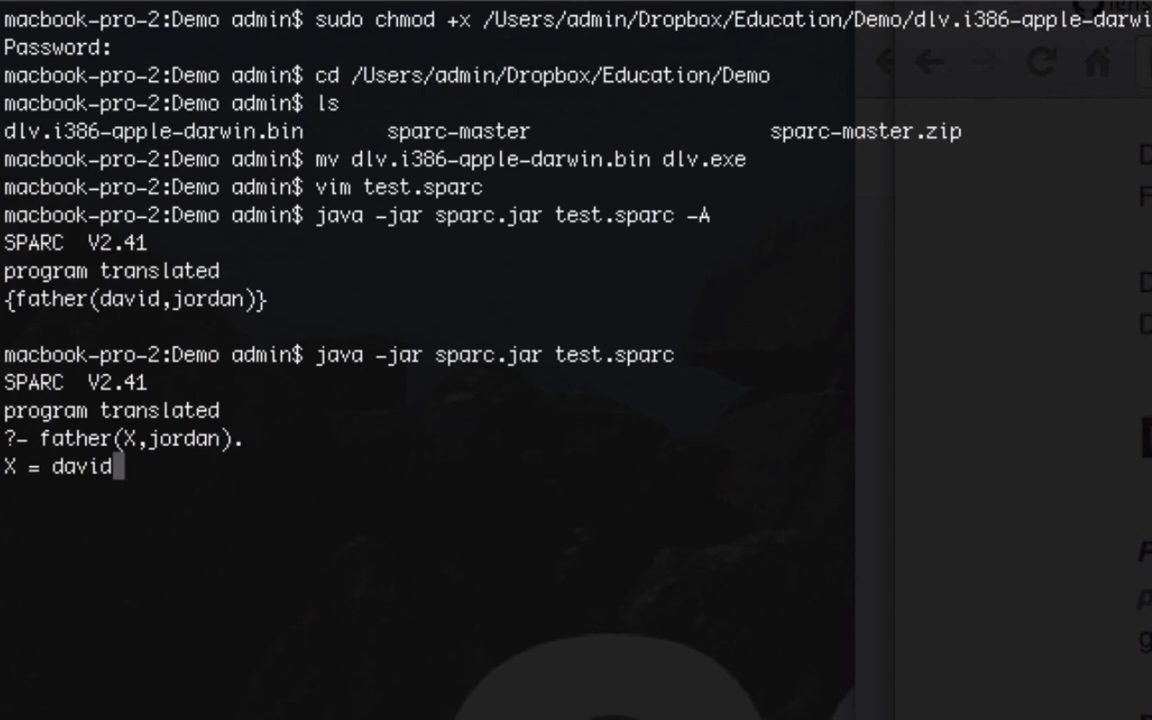 macbook-pro-2:Demo admin$ sudo chmod +x /Users/admin/Dropbox/Education/Demo/dlv.i386-apple-darwi
Password:
macbook-pro-2:Demo admin$ cd /Users/admin/Dropbox/Education/Demo
macbook-pro-2:Demo admin$ ls
dlv.i386-apple-darwin.bin sparc-master sparc-master.zip
macbook-pro-2:Demo admin$ mv dlv.i386-apple-darwin.bin dlv.exe
macbook-pro-2:Demo admin$ vim test.sparc
macbook-pro-2:Demo admin$ java -jar sparc.jar test.sparc -A
SPARC V2.41
program translated
{father(david,jordan)}
macbook-pro-2:Demo admin$ java -jar sparc.jar test.sparc
SPARC V2.41
program translated
?- father(X,jordan).
X = david